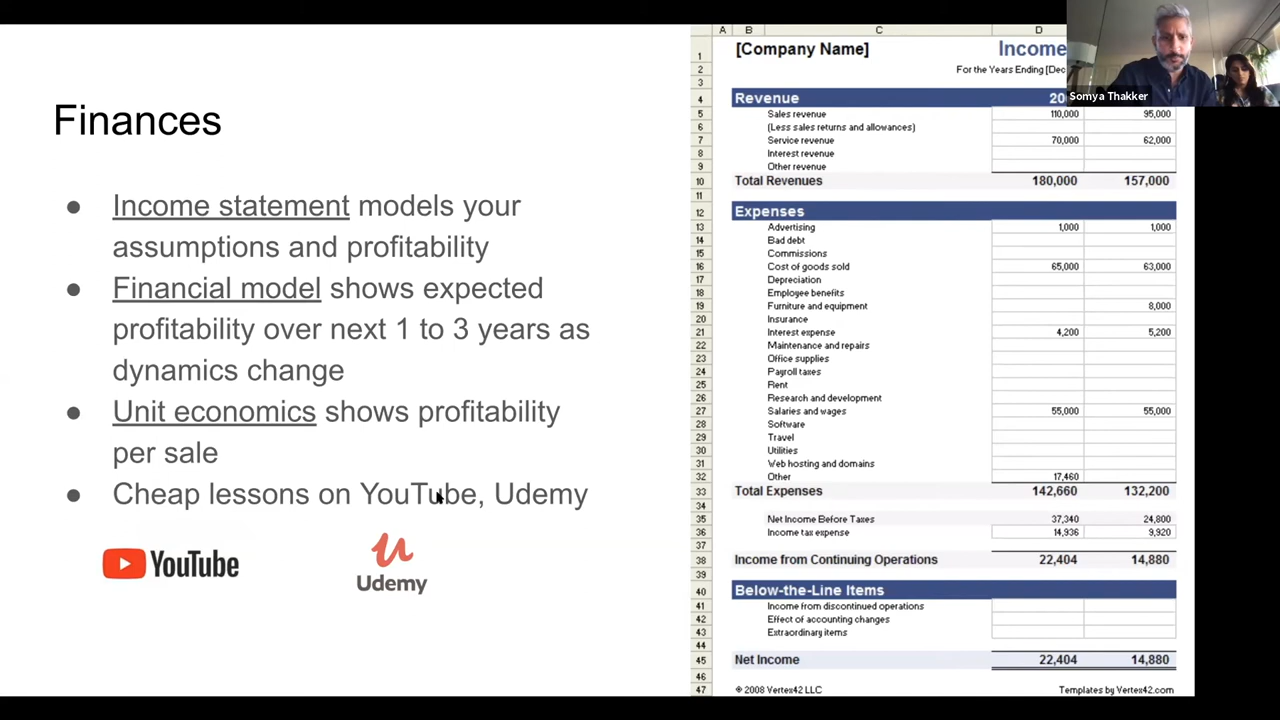 Finances
● Income statement models your
assumptions and profitability
● Financial model shows expected
profitability over next 1 to 3 years as
dynamics change
● Unit economics shows profitability
per sale
● Cheap lessons on YouTube, Udemy
YouTube
Udemy
A B C D
1 [Company Name] Income
2 For the Years Ending [Dec
3
4 Revenue 20
5 Sales revenue 110,000 95,000
6 (Less sales returns and allowances)
7 Service revenue 70,000 62,000
8 Interest revenue
9 Other revenue
10 Total Revenues 180,000 157,000
11
12 Expenses
13 Advertising 1,000 1,000
14 Bad debt
15 Commissions
16 Cost of goods sold 65,000 63,000
17 Depreciation
18 Employee benefits
19 Furniture and equipment 8,000
20 Insurance
21 Interest expense 4,200 5,200
22 Maintenance and repairs
23 Office supplies
24 Payroll taxes
25 Rent
26 Research and development
27 Salaries and wages 55,000 55,000
28 Software
29 Travel
30 Utilities
31 Web hosting and domains
32 Other 17,460
33 Total Expenses 142,660 132,200
34
35 Net Income Before Taxes 37,340 24,800
36 Income tax expense 14,936 9,920
37
38 Income from Continuing Operations 22,404 14,880
39
40 Below-the-Line Items
41 Income from discontinued operations
42 Effect of accounting changes
43 Extraordinary items
44
45 Net Income 22,404 14,880
46
47 © 2008 Vertex42 LLC Templates by Vertex42.com
Somya Thakker